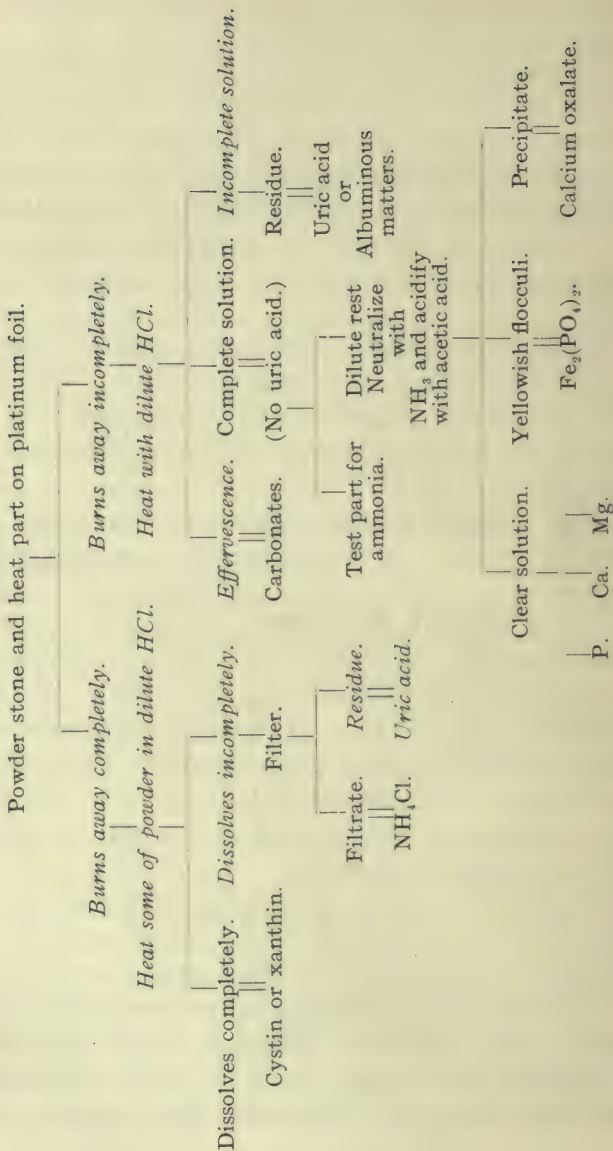 Powder stone and heat part on platinum foil.
Burns away completely.
Heat some of powder in dilute HCl.
Dissolves completely.
Cystin or xanthin.
Dissolves incompletely.
Filter.
Filtrate.
NH₄Cl.
Residue.
Uric acid.
Burns away incompletely.
Heat with dilute HCl.
Effervescence.
Carbonates.
Complete solution.
(No uric acid.)
Test part for
ammonia.
Dilute rest
Neutralize
with
NH₃ and acidify
with acetic acid.
Clear solution.
P.
Ca.
Mg.
Yellowish flocculi.
Fe₂(PO₄)₂.
Precipitate.
Calcium oxalate.
Incomplete solution.
Residue.
Uric acid
or
Albuminous
matters.